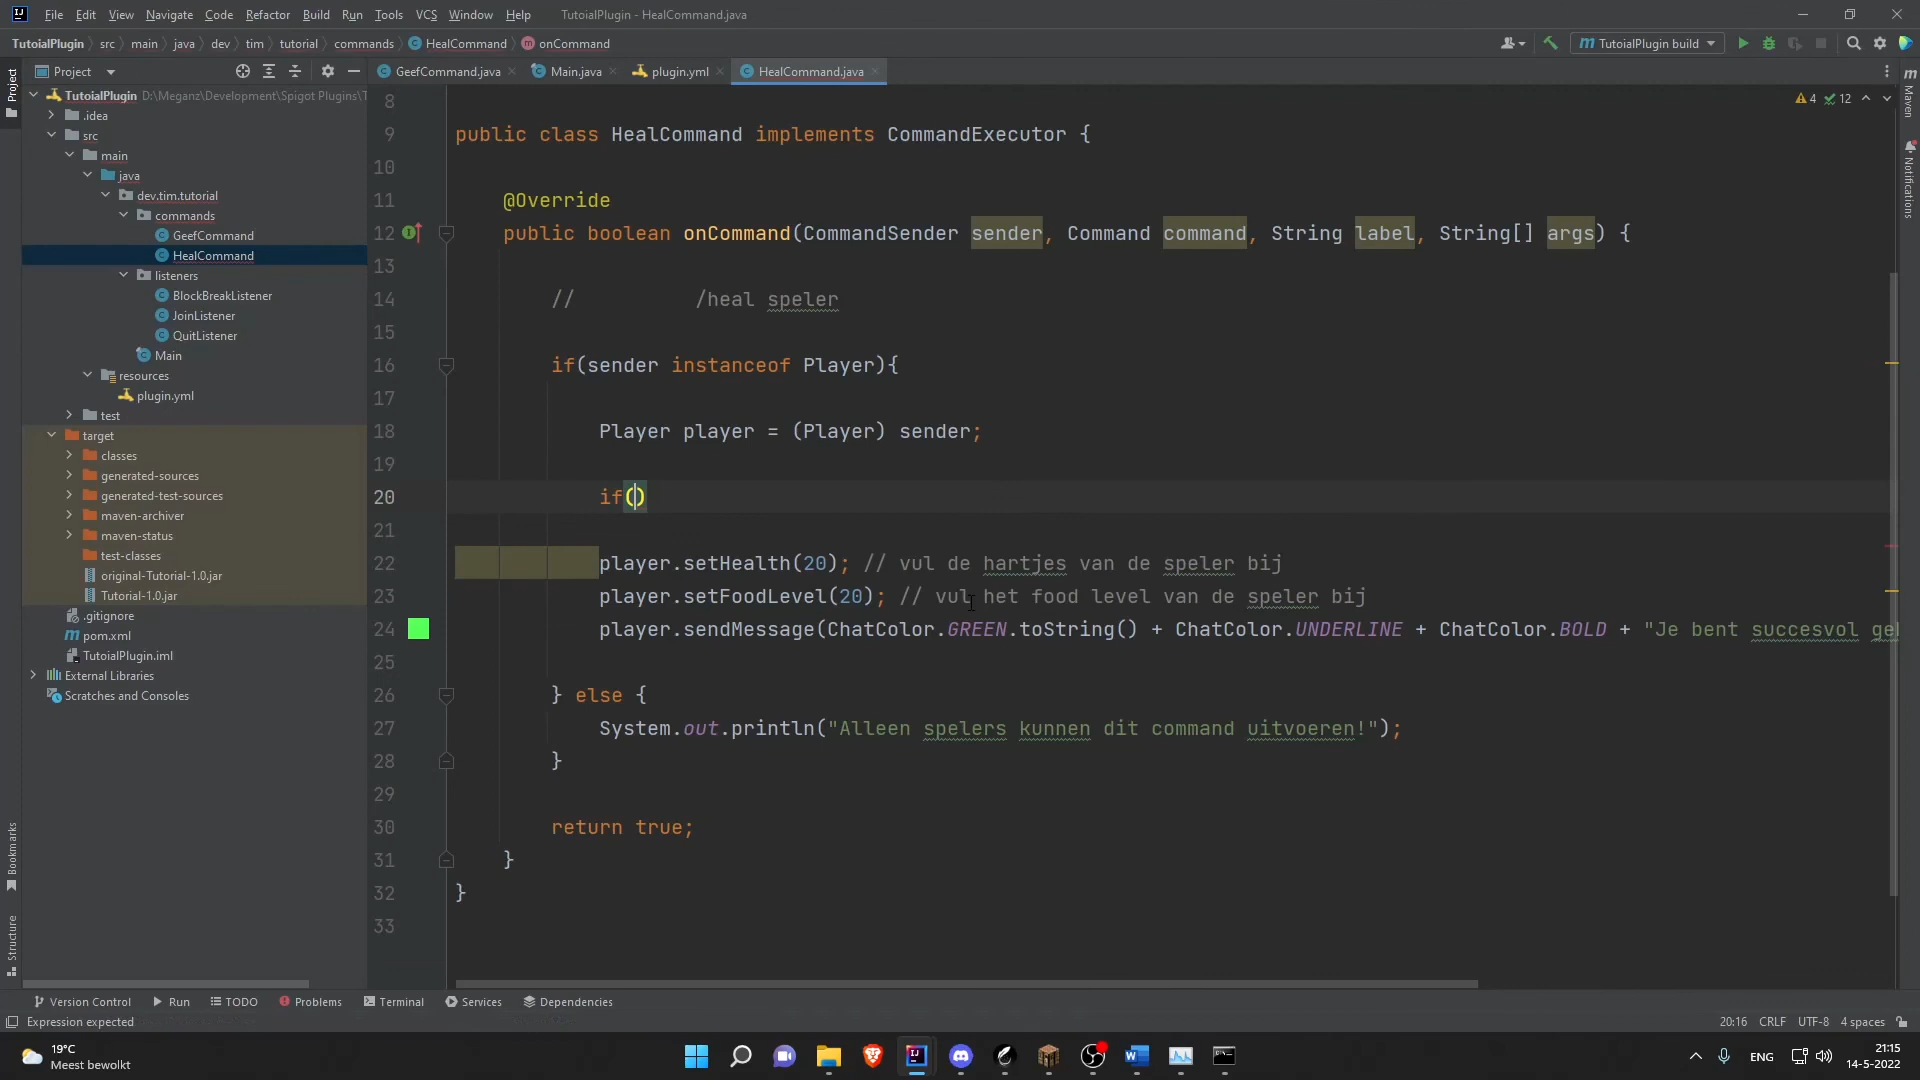 File Edit View Navigate Code Refactor Build Run Tools VCS Window Help TutoialPlugin - HealCommand.java
TutoialPlugin src main java dev tim tutorial commands HealCommand onCommand TutoialPlugin build
Project
GeefCommand.java Main.java plugin.yml HealCommand.java
TutoialPlugin D:\Meganz\Development\Spigot Plugins\T
.idea
src
main
java
dev.tim.tutorial
commands
GeefCommand
HealCommand
listeners
BlockBreakListener
JoinListener
QuitListener
Main
resources
plugin.yml
test
target
classes
generated-sources
generated-test-sources
maven-archiver
maven-status
test-classes
original-Tutorial-1.0.jar
Tutorial-1.0.jar
.gitignore
pom.xml
TutoialPlugin.iml
External Libraries
Scratches and Consoles
Project
Bookmarks
Structure
4 12
8
9 public class HealCommand implements CommandExecutor {
10
11 @Override
12 public boolean onCommand(CommandSender sender, Command command, String label, String[] args) {
13
14 // /heal speler
15
16 if(sender instanceof Player){
17
18 Player player = (Player) sender;
19
20 if()
21
22 player.setHealth(20); // vul de hartjes van de speler bij
23 player.setFoodLevel(20); // vul het food level van de speler bij
24 player.sendMessage(ChatColor.GREEN.toString() + ChatColor.UNDERLINE + ChatColor.BOLD + "Je bent succesvol gel
25
26 } else {
27 System.out.println("Alleen spelers kunnen dit command uitvoeren!");
28 }
29
30 return true;
31 }
32 }
33
Maven
Notifications
Version Control Run TODO Problems Terminal Services Dependencies
Expression expected 20:16 CRLF UTF-8 4 spaces
19°C
Meest bewolkt
ENG
21:15
14-5-2022